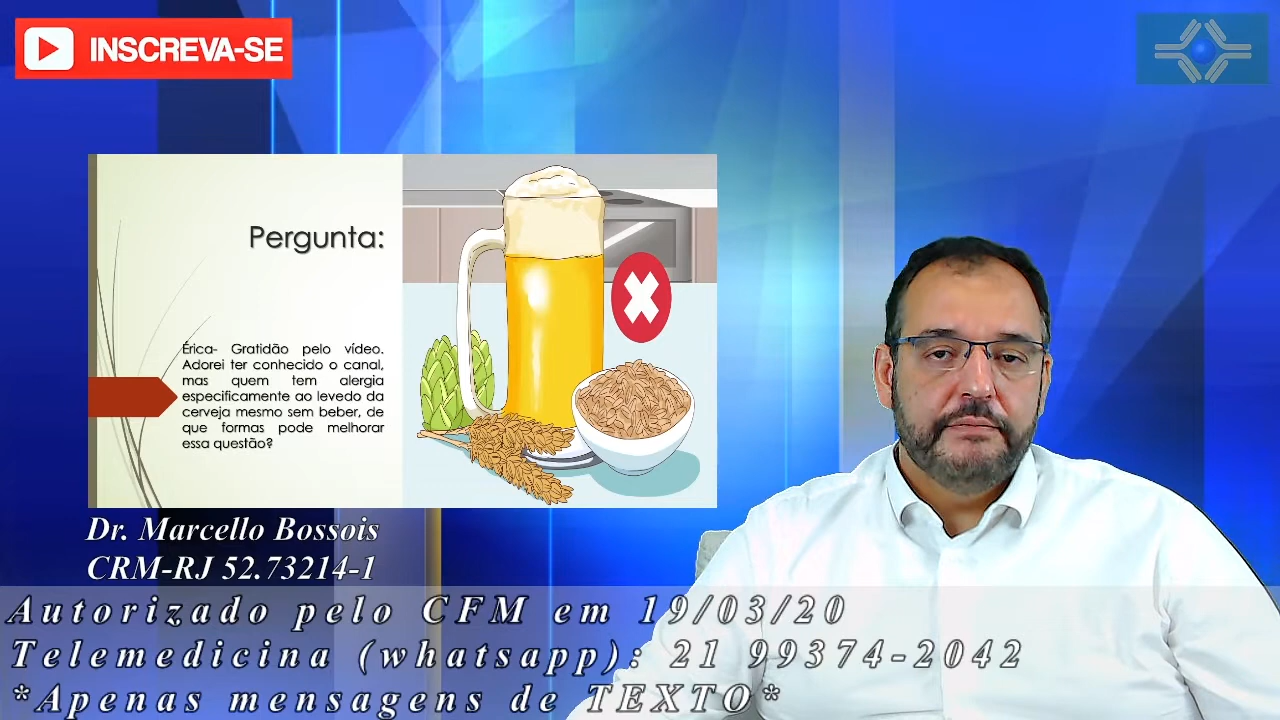 INSCREVA-SE
Pergunta:
Érica- Gratidão pelo vídeo.
Adorei ter conhecido o canal,
mas quem tem alergia
especificamente ao levedo da
cerveja mesmo sem beber, de
que formas pode melhorar
essa questão?
Dr. Marcello Bossois
CRM-RJ 52.73214-1
Autorizado pelo CFM em 19/03/20
Telemedicina (whatsapp): 21 99374-2042
*Apenas mensagens de TEXTO*